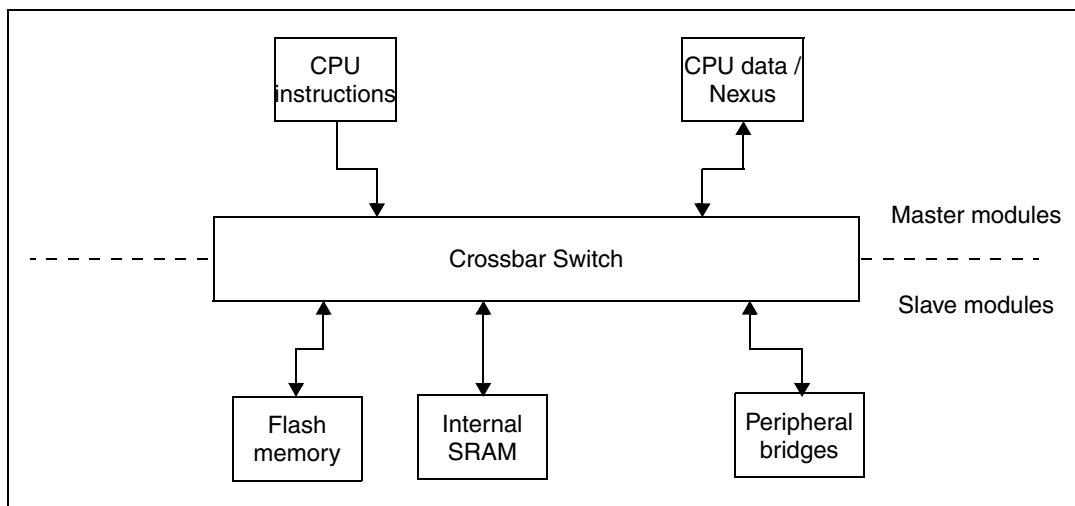 CPU
instructions
CPU data /
Nexus
Master modules
Crossbar Switch
Slave modules
Flash
memory
Internal
SRAM
Peripheral
bridges